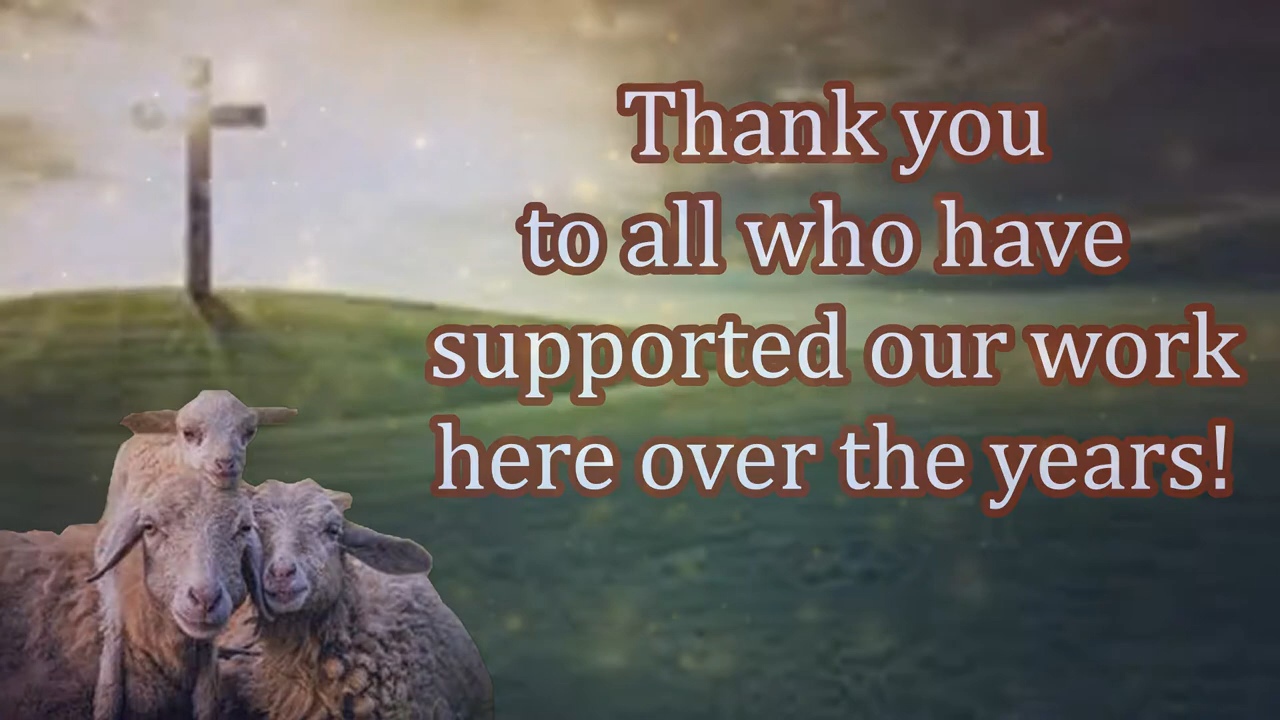 Thank you
to all who have
supported our work
here over the years!